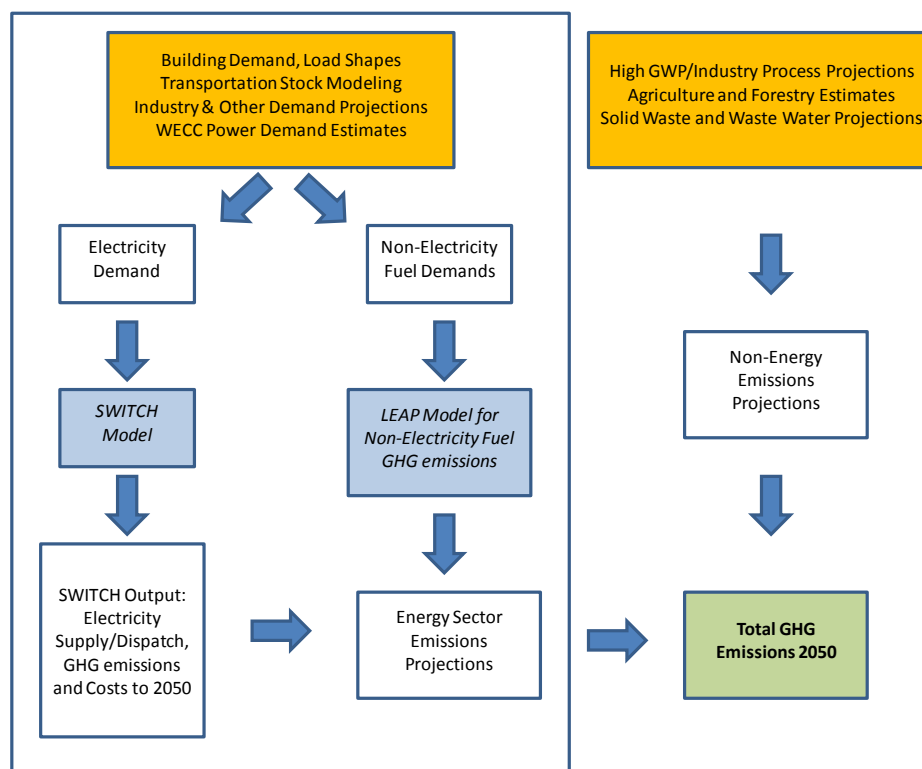 Building Demand, Load Shapes
Transportation Stock Modeling
Industry & Other Demand Projections
WECC Power Demand Estimates
High GWP/Industry Process Projections
Agriculture and Forestry Estimates
Solid Waste and Waste Water Projections
Electricity
Demand
Non-Electricity
Fuel Demands
Non-Energy
Emissions
Projections
SWITCH
Model
LEAP Model for
Non-Electricity Fuel
GHG emissions
SWITCH Output:
Electricity
Supply/Dispatch,
GHG emissions
and Costs to 2050
Energy Sector
Emissions
Projections
Total GHG
Emissions 2050